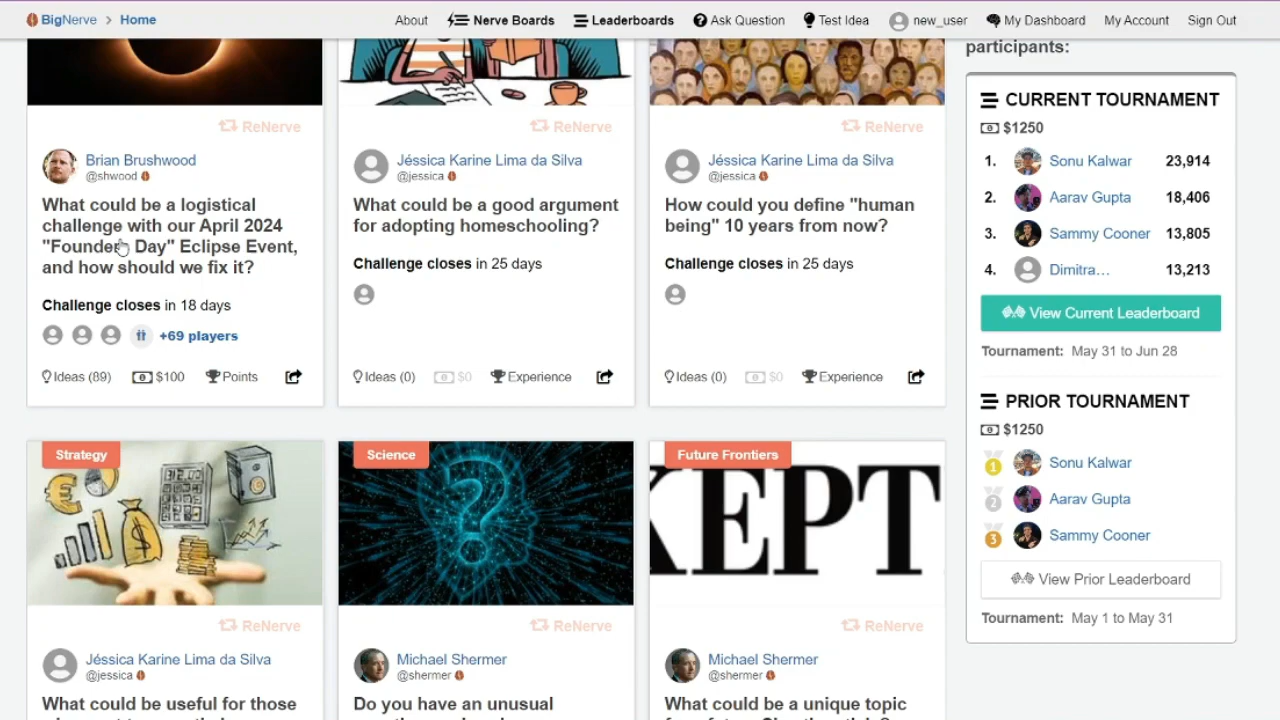 BigNerve > Home
About
Nerve Boards
Leaderboards
Ask Question
Test Idea
new_user
My Dashboard
My Account
Sign Out
ReNerve
Brian Brushwood
@shwood
What could be a logistical
challenge with our April 2024
"Founder Day" Eclipse Event,
and how should we fix it?
Challenge closes in 18 days
+69 players
Ideas (89)
$100
Points
ReNerve
Jéssica Karine Lima da Silva
@jessica
What could be a good argument
for adopting homeschooling?
Challenge closes in 25 days
Ideas (0)
$0
Experience
ReNerve
Jéssica Karine Lima da Silva
@jessica
How could you define "human
being" 10 years from now?
Challenge closes in 25 days
Ideas (0)
$0
Experience
Strategy
ReNerve
Jéssica Karine Lima da Silva
@jessica
What could be useful for those
Science
ReNerve
Michael Shermer
@shermer
Do you have an unusual
Future Frontiers
KEPT
ReNerve
Michael Shermer
@shermer
What could be a unique topic
participants:
CURRENT TOURNAMENT
$1250
1. Sonu Kalwar 23,914
2. Aarav Gupta 18,406
3. Sammy Cooner 13,805
4. Dimitra… 13,213
View Current Leaderboard
Tournament: May 31 to Jun 28
PRIOR TOURNAMENT
$1250
1 Sonu Kalwar
2 Aarav Gupta
3 Sammy Cooner
View Prior Leaderboard
Tournament: May 1 to May 31